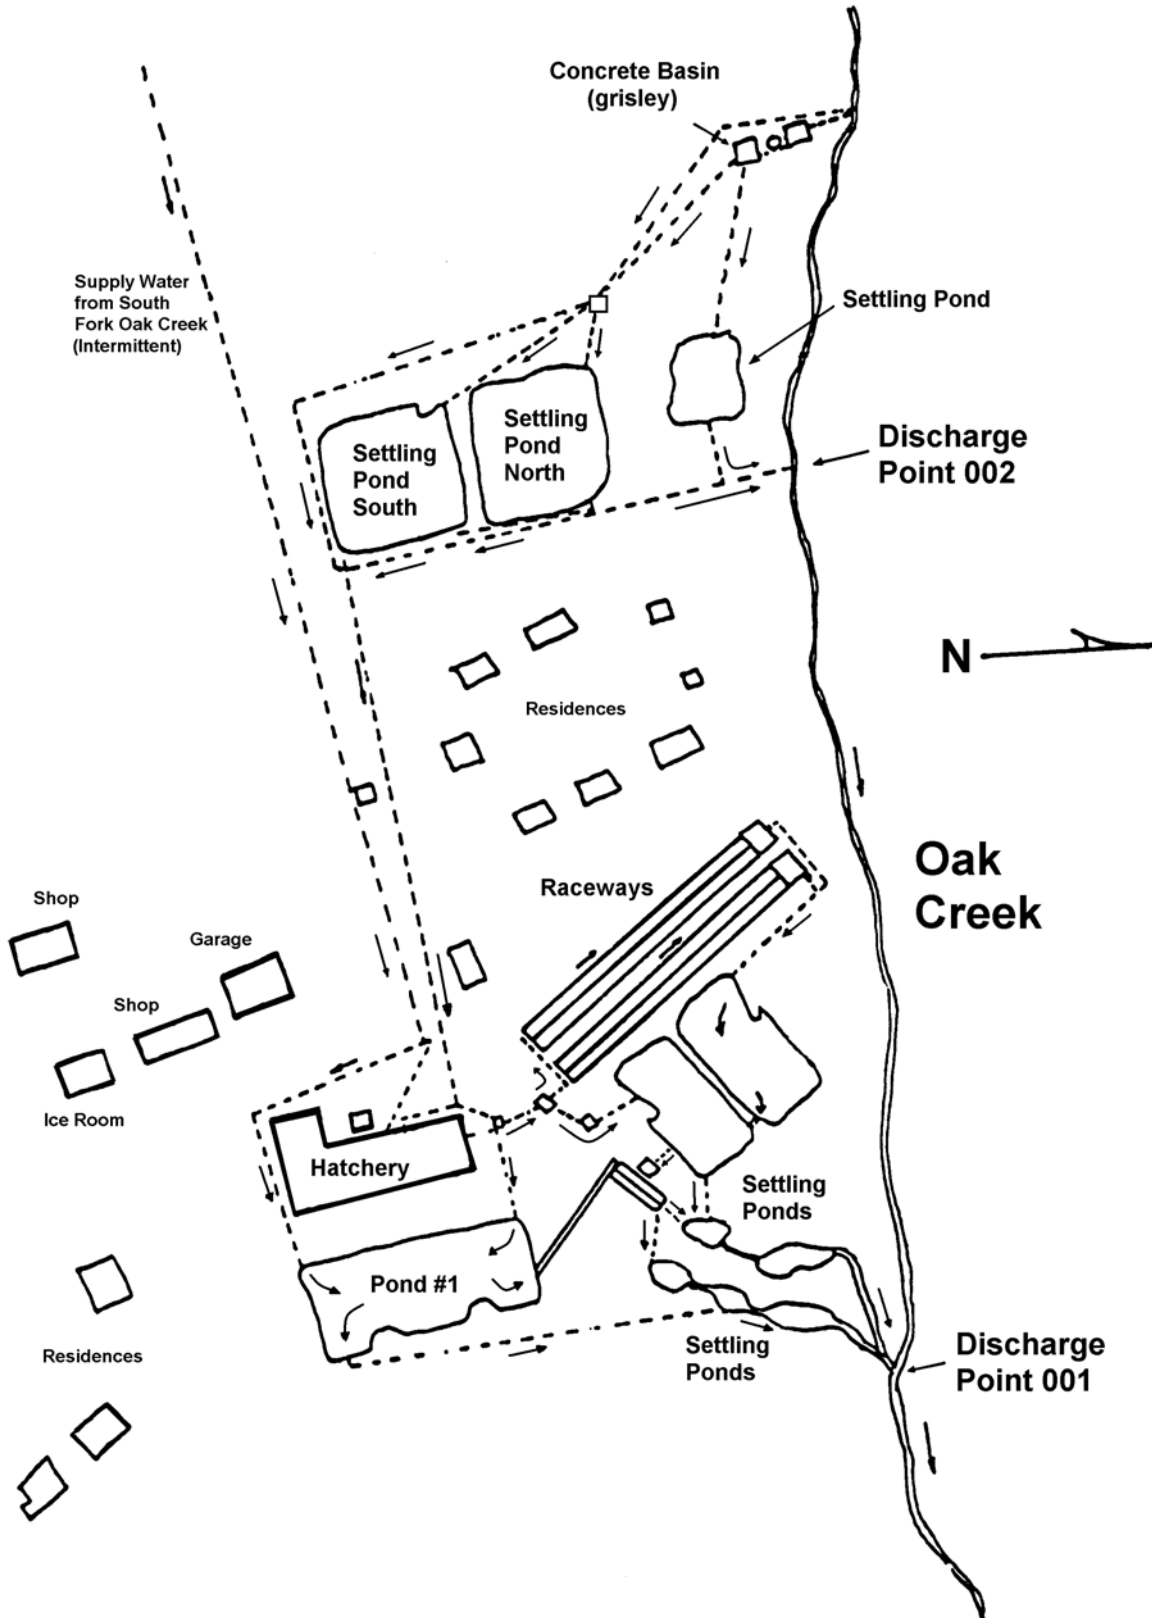 Concrete Basin
(grisley)
Supply Water
from South
Fork Oak Creek
(Intermittent)
Settling Pond
Settling
Pond
North
Settling
Pond
South
Discharge
Point 002
N
Residences
Oak
Creek
Raceways
Shop
Garage
Shop
Ice Room
Hatchery
Settling
Ponds
Pond #1
Residences
Settling
Ponds
Discharge
Point 001